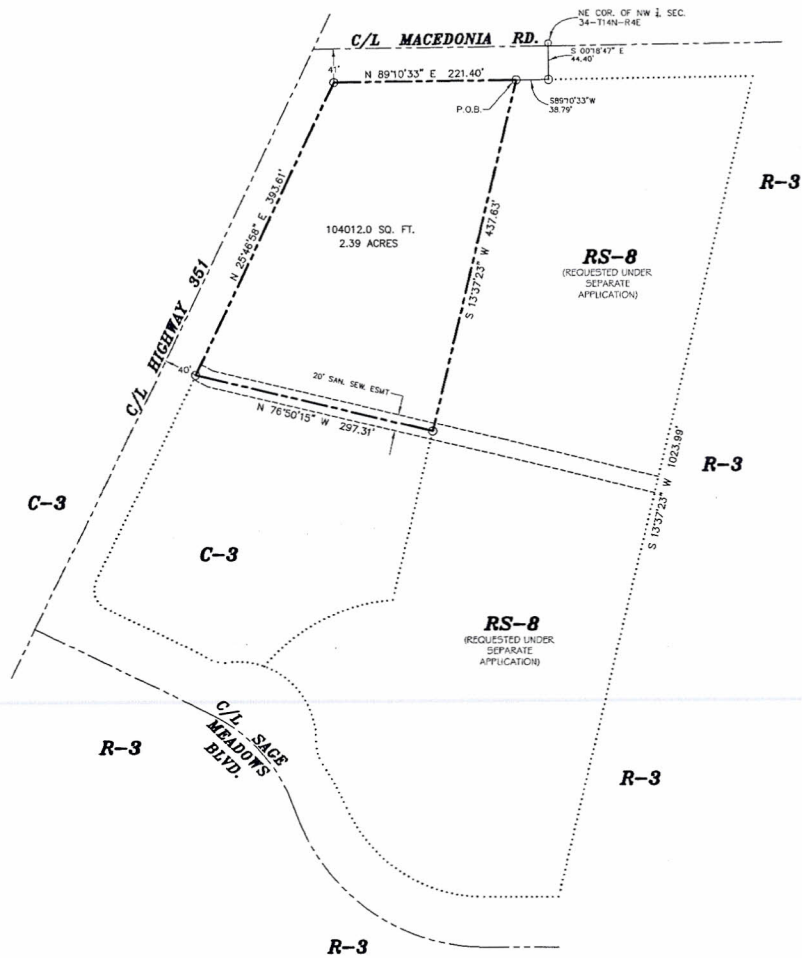 NE COR. OF NW ¼ SEC.
34-T14N-R4E
C/L MACEDONIA RD.
S 00°18'47" E
44.40'
41'
N 89°10'33" E 221.40'
P.O.B.
S89°10'33"W
38.79'
R-3
N 25°46'58" E 393.61'
104012.0 SQ. FT.
2.39 ACRES
S 13°37'23" W 437.63'
RS-8
(REQUESTED UNDER
SEPARATE
APPLICATION)
C/L HIGHWAY 351
40'
20' SAN. SEW. ESMT
N 76°50'15" W 297.31'
R-3
S 13°37'23" W 1023.99'
C-3
C-3
RS-8
(REQUESTED UNDER
SEPARATE
APPLICATION)
C/L SAGE
MEADOWS
BLVD.
R-3
R-3
R-3